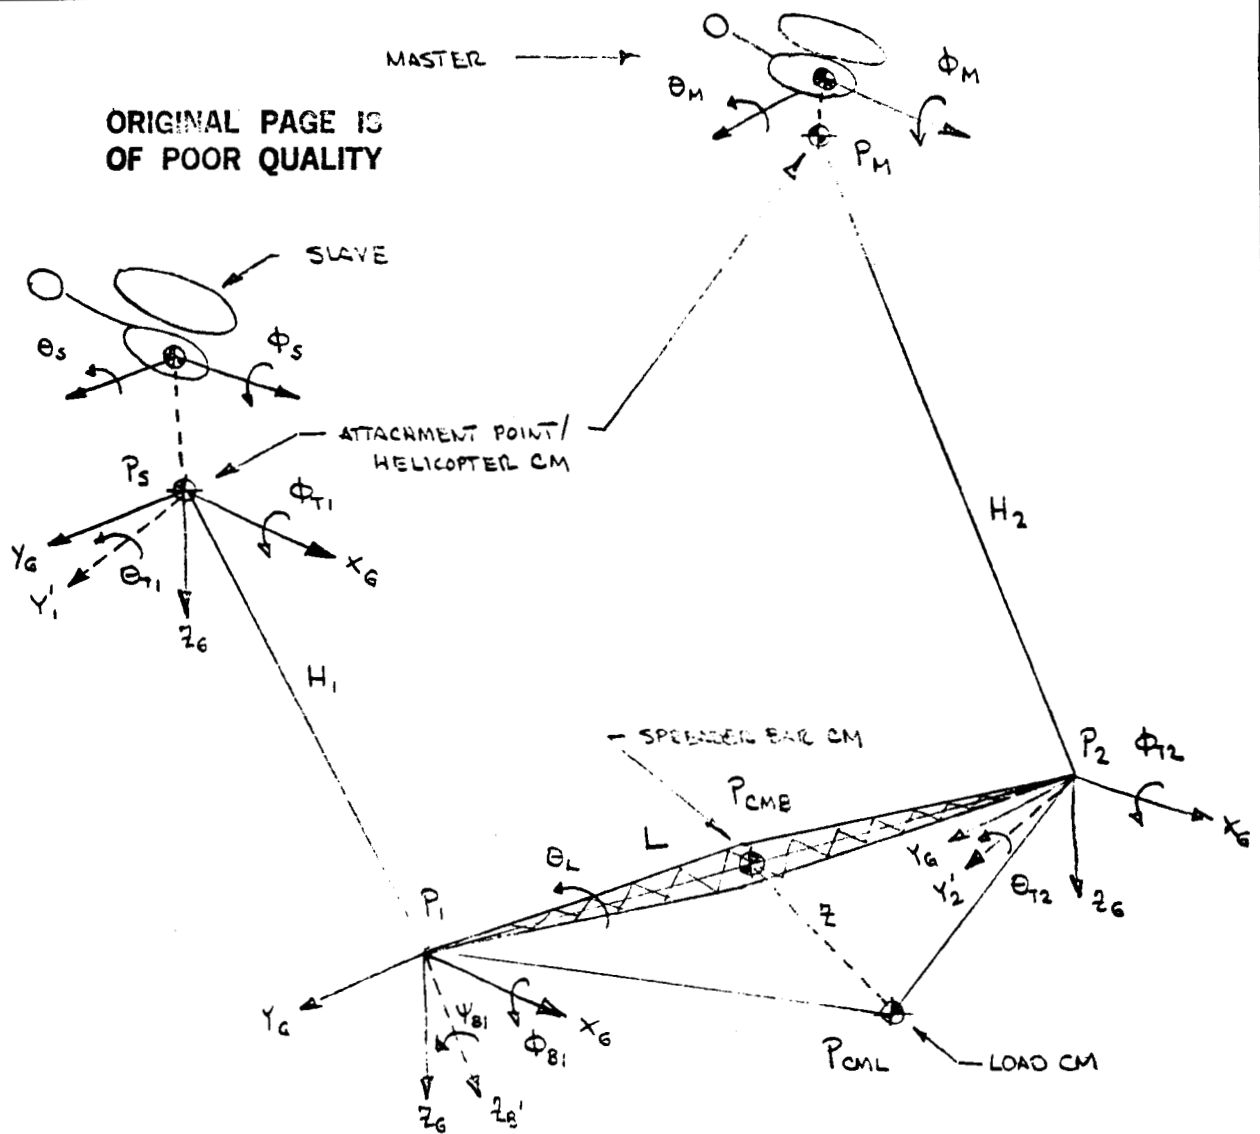 MASTER
ϕM
θM
PM
ORIGINAL PAGE IS
OF POOR QUALITY
SLAVE
θS
ϕS
ATTACHMENT POINT/
HELICOPTER CM
PS
ϕT1
YG
XG
θT1
Y'1
ZG
H2
H1
SPREADER BAR CM
P2
ϕT2
PCMB
XG
L
YG
θL
Y'2
θT2
ZG
P1
Z
YG
ψB1
XG
ϕB1
PCML
LOAD CM
ZG
ZB'